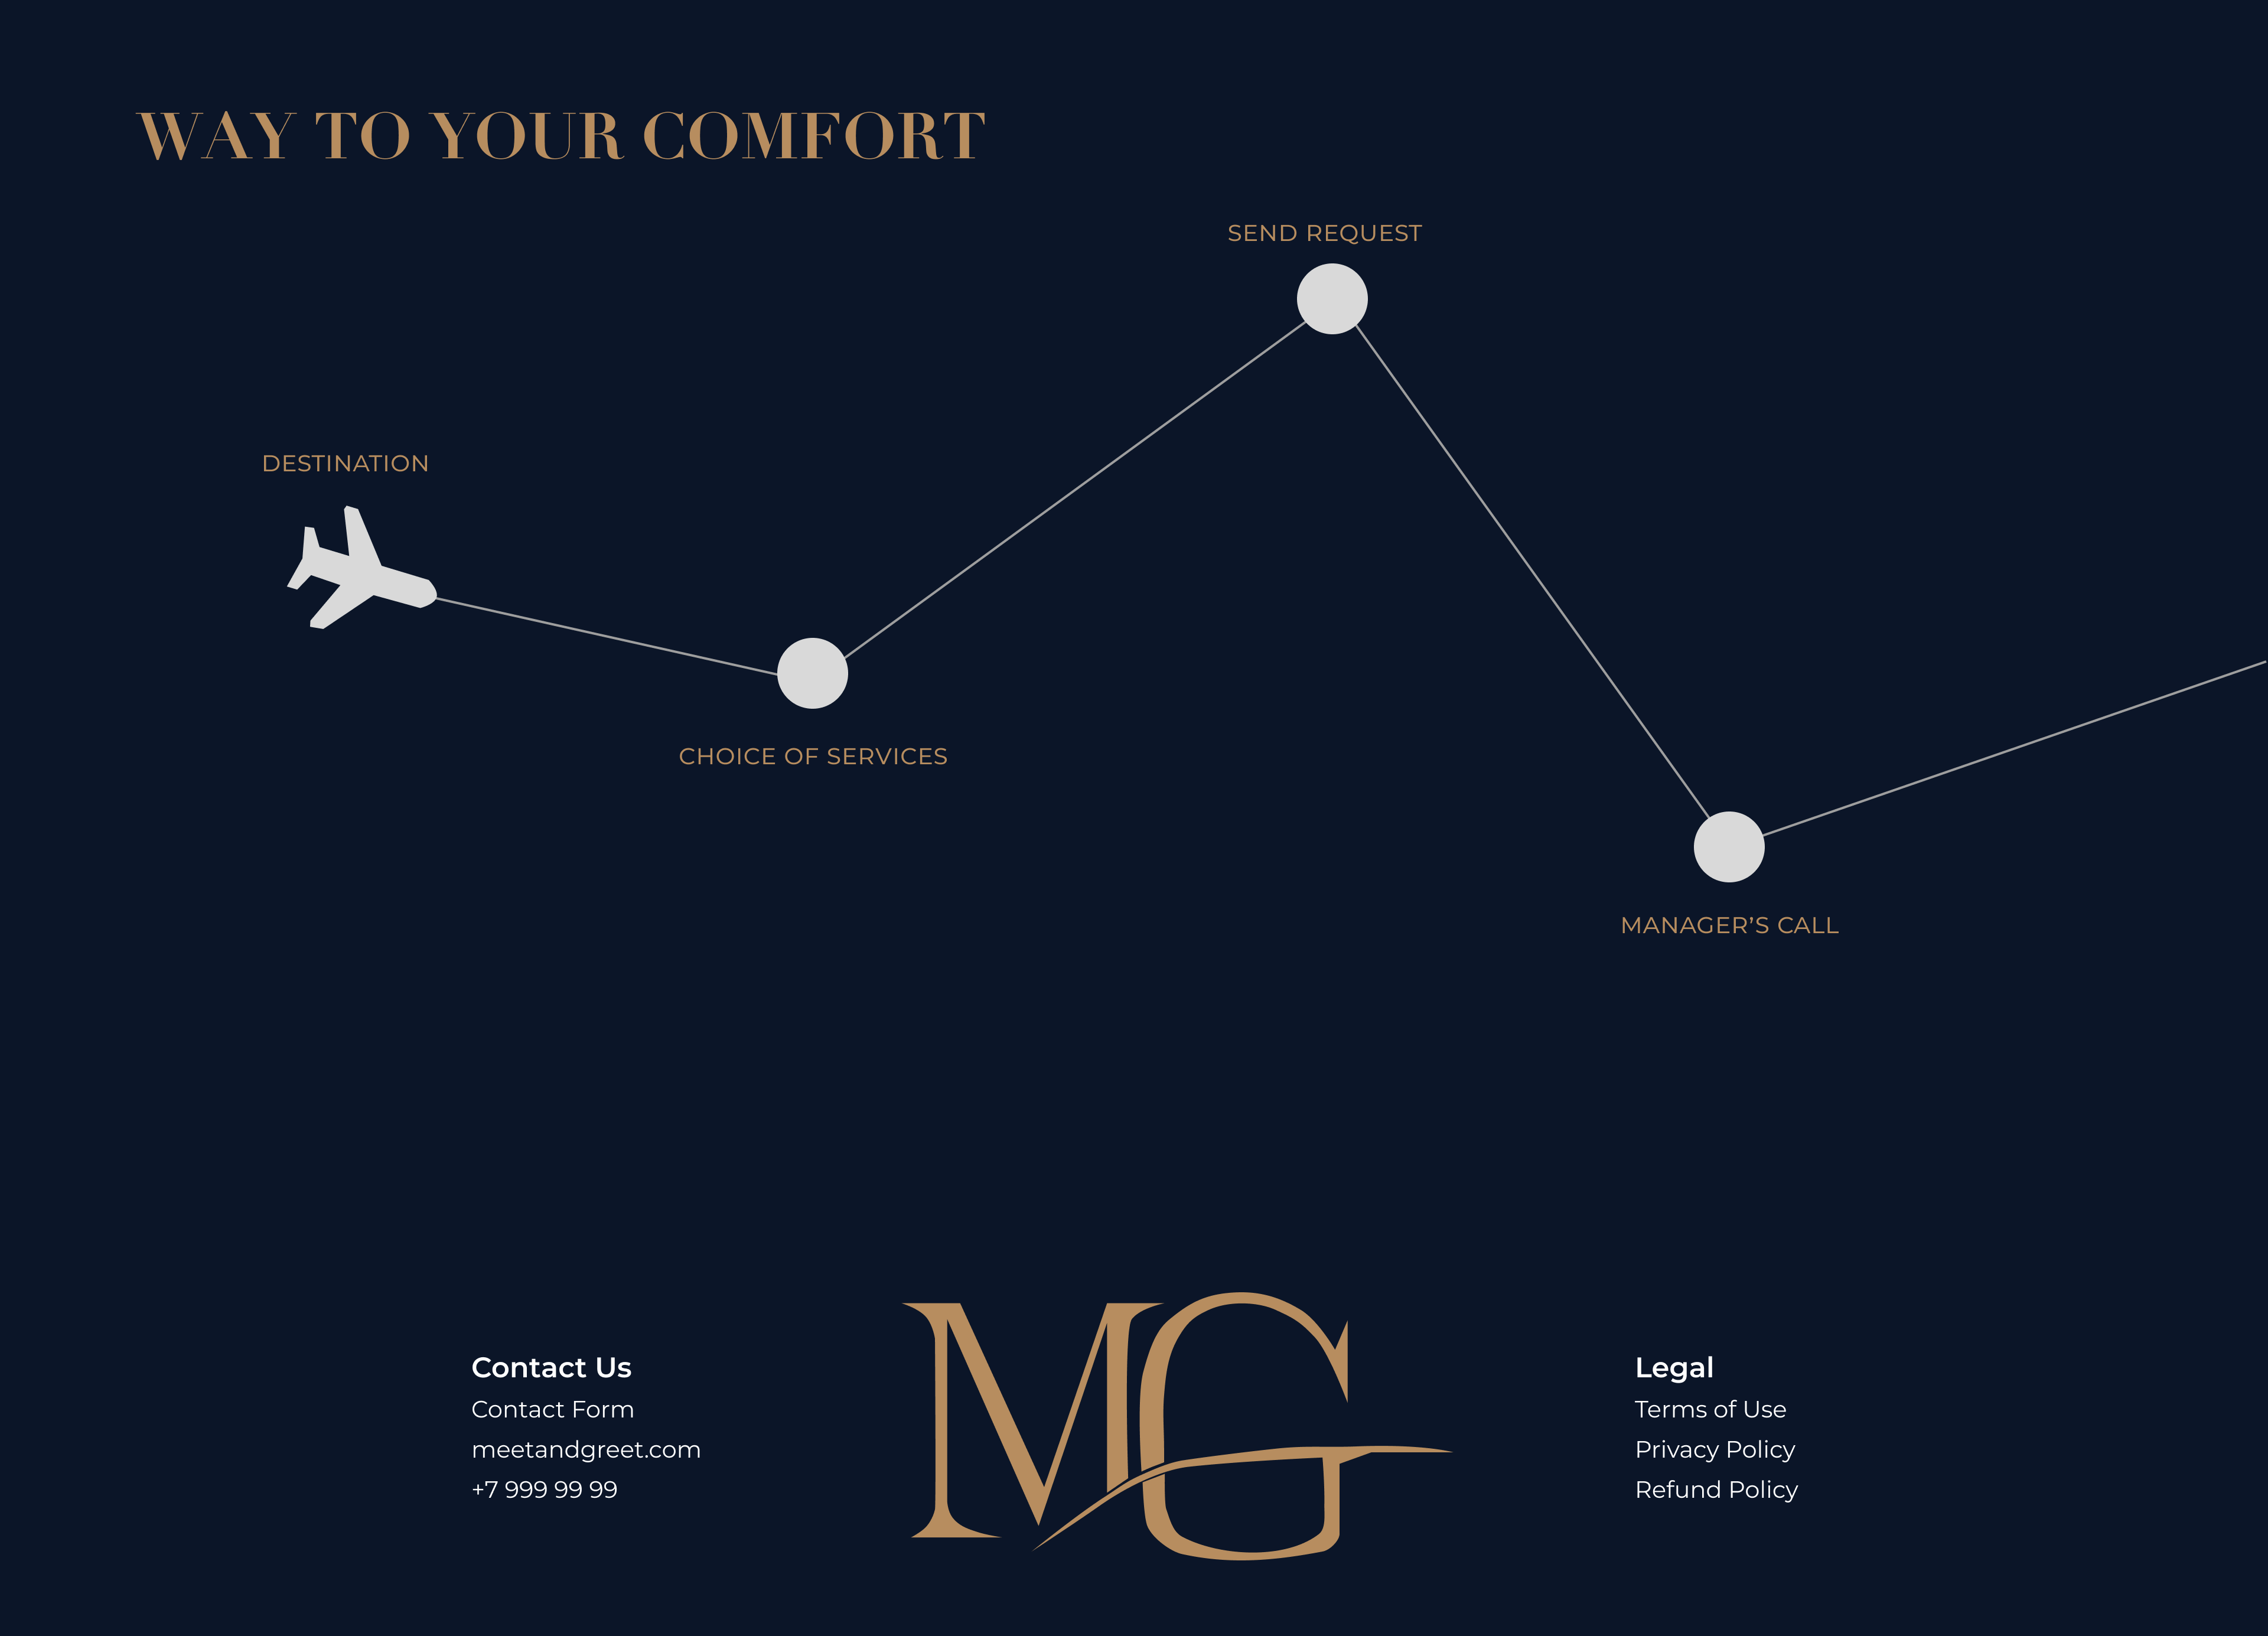 WAY TO YOUR COMFORT
SEND REQUEST
DESTINATION
CHOICE OF SERVICES
MANAGER’S CALL
Contact Us
Contact Form
meetandgreet.com
+7 999 99 99
MG
Legal
Terms of Use
Privacy Policy
Refund Policy